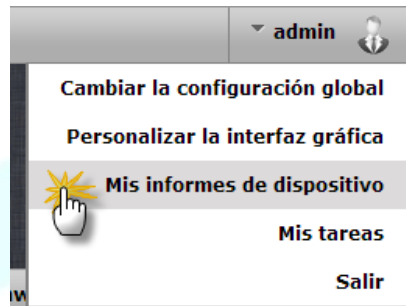 admin
Cambiar la configuración global
Personalizar la interfaz gráfica
Mis informes de dispositivo
Mis tareas
Salir